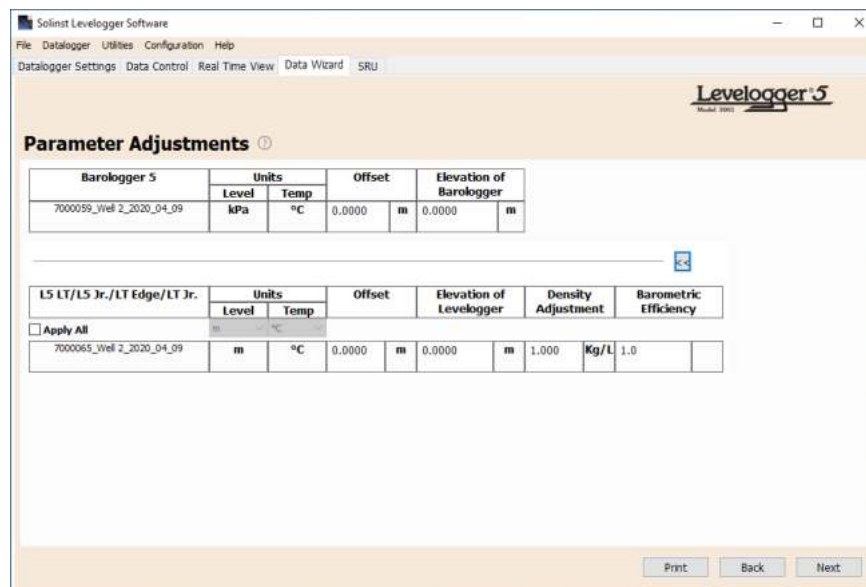 Solinst Levelogger Software
File Datalogger Utilities Configuration Help
Datalogger Settings Data Control Real Time View Data Wizard SRU
Levelogger 5
Model 3001
Parameter Adjustments
Barologger 5 Units Offset Elevation of Barologger
Level Temp
7000059_Well 2_2020_04_09 kPa °C 0.0000 m 0.0000 m
<<
L5 LT/L5 Jr./LT Edge/LT Jr. Units Offset Elevation of Levelogger Density Adjustment Barometric Efficiency
Level Temp
Apply All m °C
7000065_Well 2_2020_04_09 m °C 0.0000 m 0.0000 m 1.000 Kg/L 1.0
Print Back Next